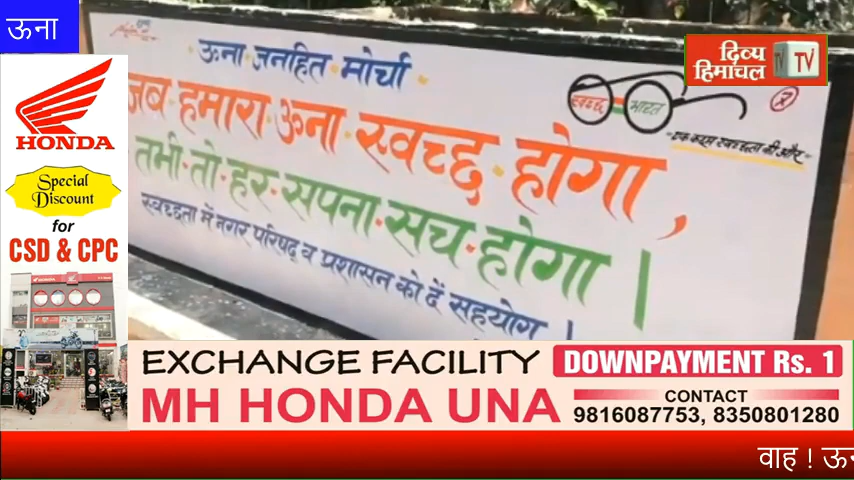 ऊना
दिव्य
हिमाचल TV
ऊना जनहित मोर्चा
स्वच्छ भारत
एक कदम स्वच्छता की ओर
जब हमारा ऊना स्वच्छ होगा,
तभी तो हर सपना सच होगा।
स्वच्छता में नगर परिषद् व प्रशासन को दें सहयोग।
HONDA
Special
Discount
for
CSD & CPC
EXCHANGE FACILITY DOWNPAYMENT Rs. 1
MH HONDA UNA
CONTACT
9816087753, 8350801280
वाह ! ऊना